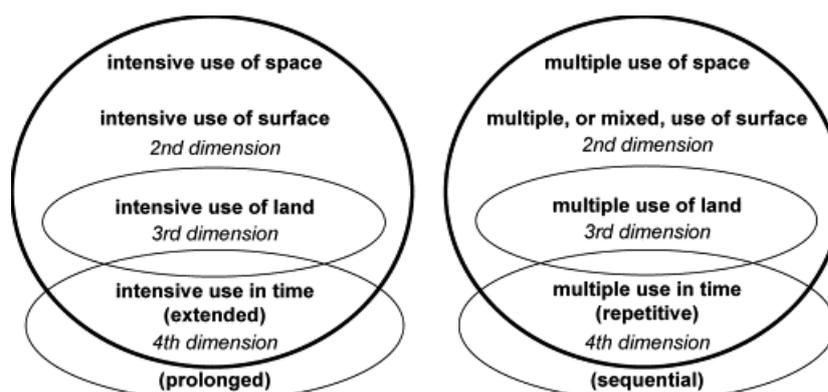 intensive use of space
intensive use of surface
2nd dimension
intensive use of land
3rd dimension
intensive use in time
(extended)
4th dimension
(prolonged)
multiple use of space
multiple, or mixed, use of surface
2nd dimension
multiple use of land
3rd dimension
multiple use in time
(repetitive)
4th dimension
(sequential)